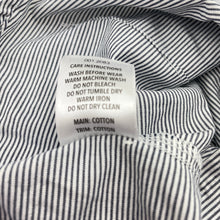 CARE INSTRUCTIONS
WASH BEFORE WEAR
WARM MACHINE WASH
DO NOT BLEACH
DO NOT TUMBLE DRY
WARM IRON
DO NOT DRY CLEAN
MAIN: COTTON
TRIM: COTTON